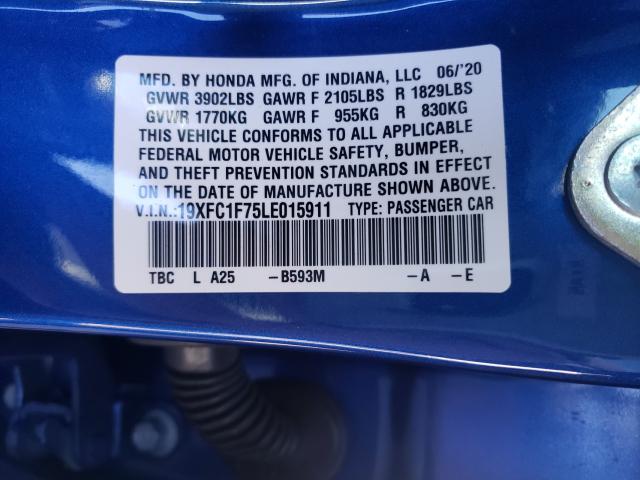 MFD. BY HONDA MFG. OF INDIANA, LLC 06/'20
GVWR 3902LBS GAWR F 2105LBS R 1829LBS
GVWR 1770KG GAWR F 955KG R 830KG
THIS VEHICLE CONFORMS TO ALL APPLICABLE
FEDERAL MOTOR VEHICLE SAFETY, BUMPER,
AND THEFT PREVENTION STANDARDS IN EFFECT
ON THE DATE OF MANUFACTURE SHOWN ABOVE.
V.I.N.:19XFC1F75LE015911 TYPE: PASSENGER CAR
TBC L A25 -B593M -A -E